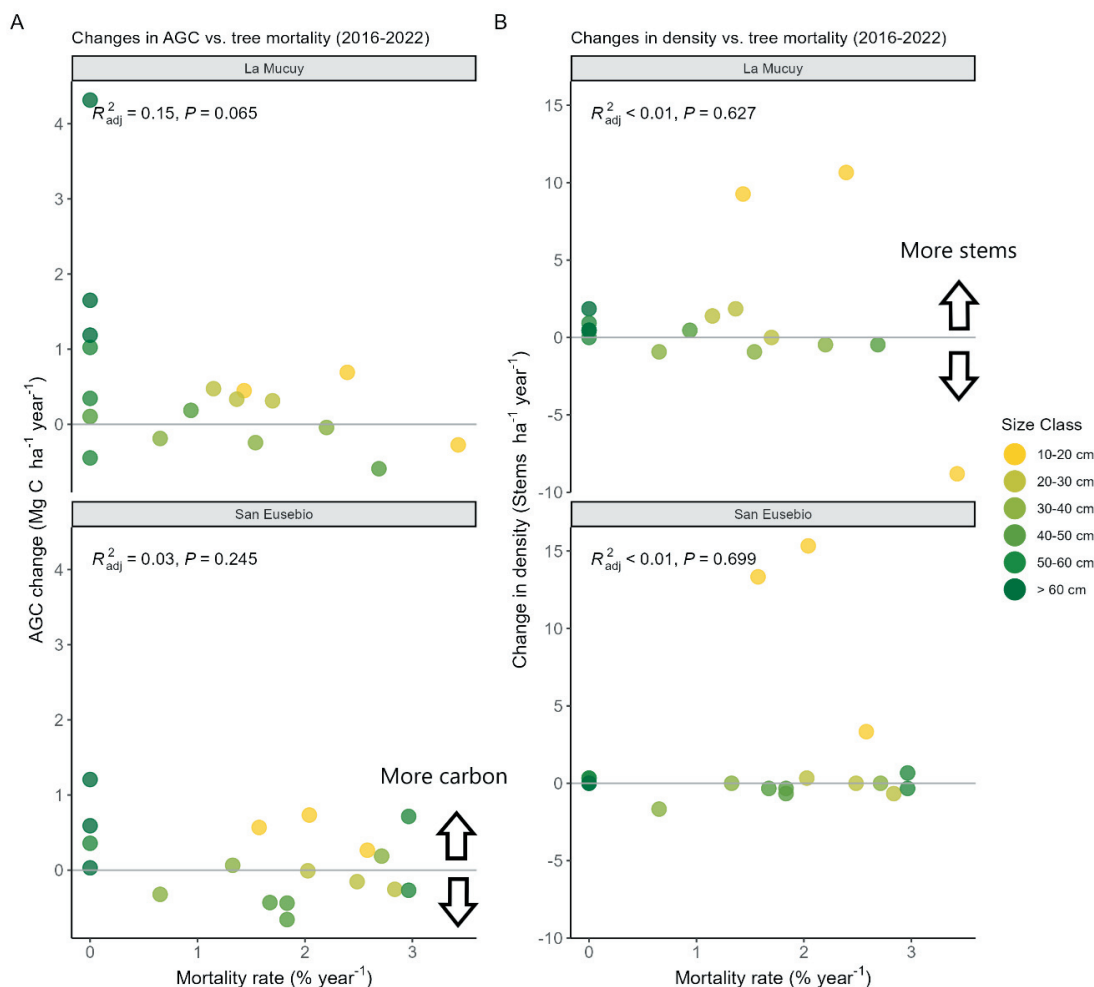 A
Changes in AGC vs. tree mortality (2016-2022)
La Mucuy
R²adj = 0.15, P = 0.065
4
3
2
1
0
San Eusebio
R²adj = 0.03, P = 0.245
4
3
2
1
0
More carbon
AGC change (Mg C ha⁻¹ year⁻¹)
0 1 2 3
Mortality rate (% year⁻¹)
B
Changes in density vs. tree mortality (2016-2022)
La Mucuy
R²adj < 0.01, P = 0.627
15
10
5
0
-5
-10
More stems
San Eusebio
R²adj < 0.01, P = 0.699
15
10
5
0
-5
-10
Change in density (Stems ha⁻¹ year⁻¹)
0 1 2 3
Mortality rate (% year⁻¹)
Size Class
10-20 cm
20-30 cm
30-40 cm
40-50 cm
50-60 cm
> 60 cm